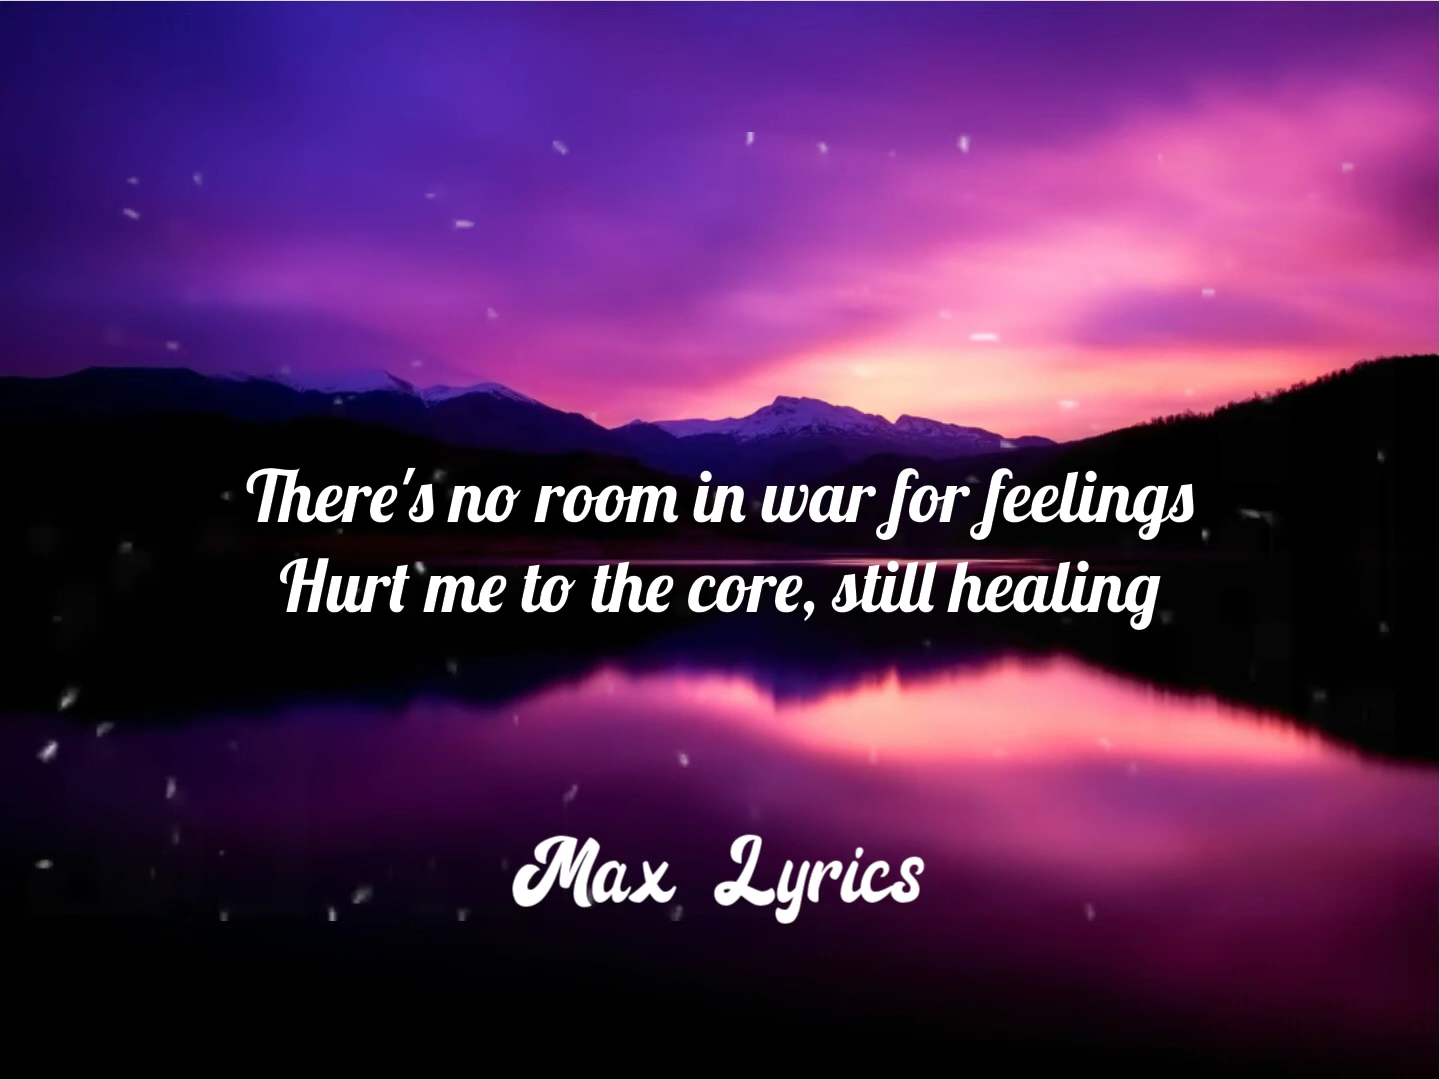 There's no room in war for feelings
Hurt me to the core, still healing
Max Lyrics